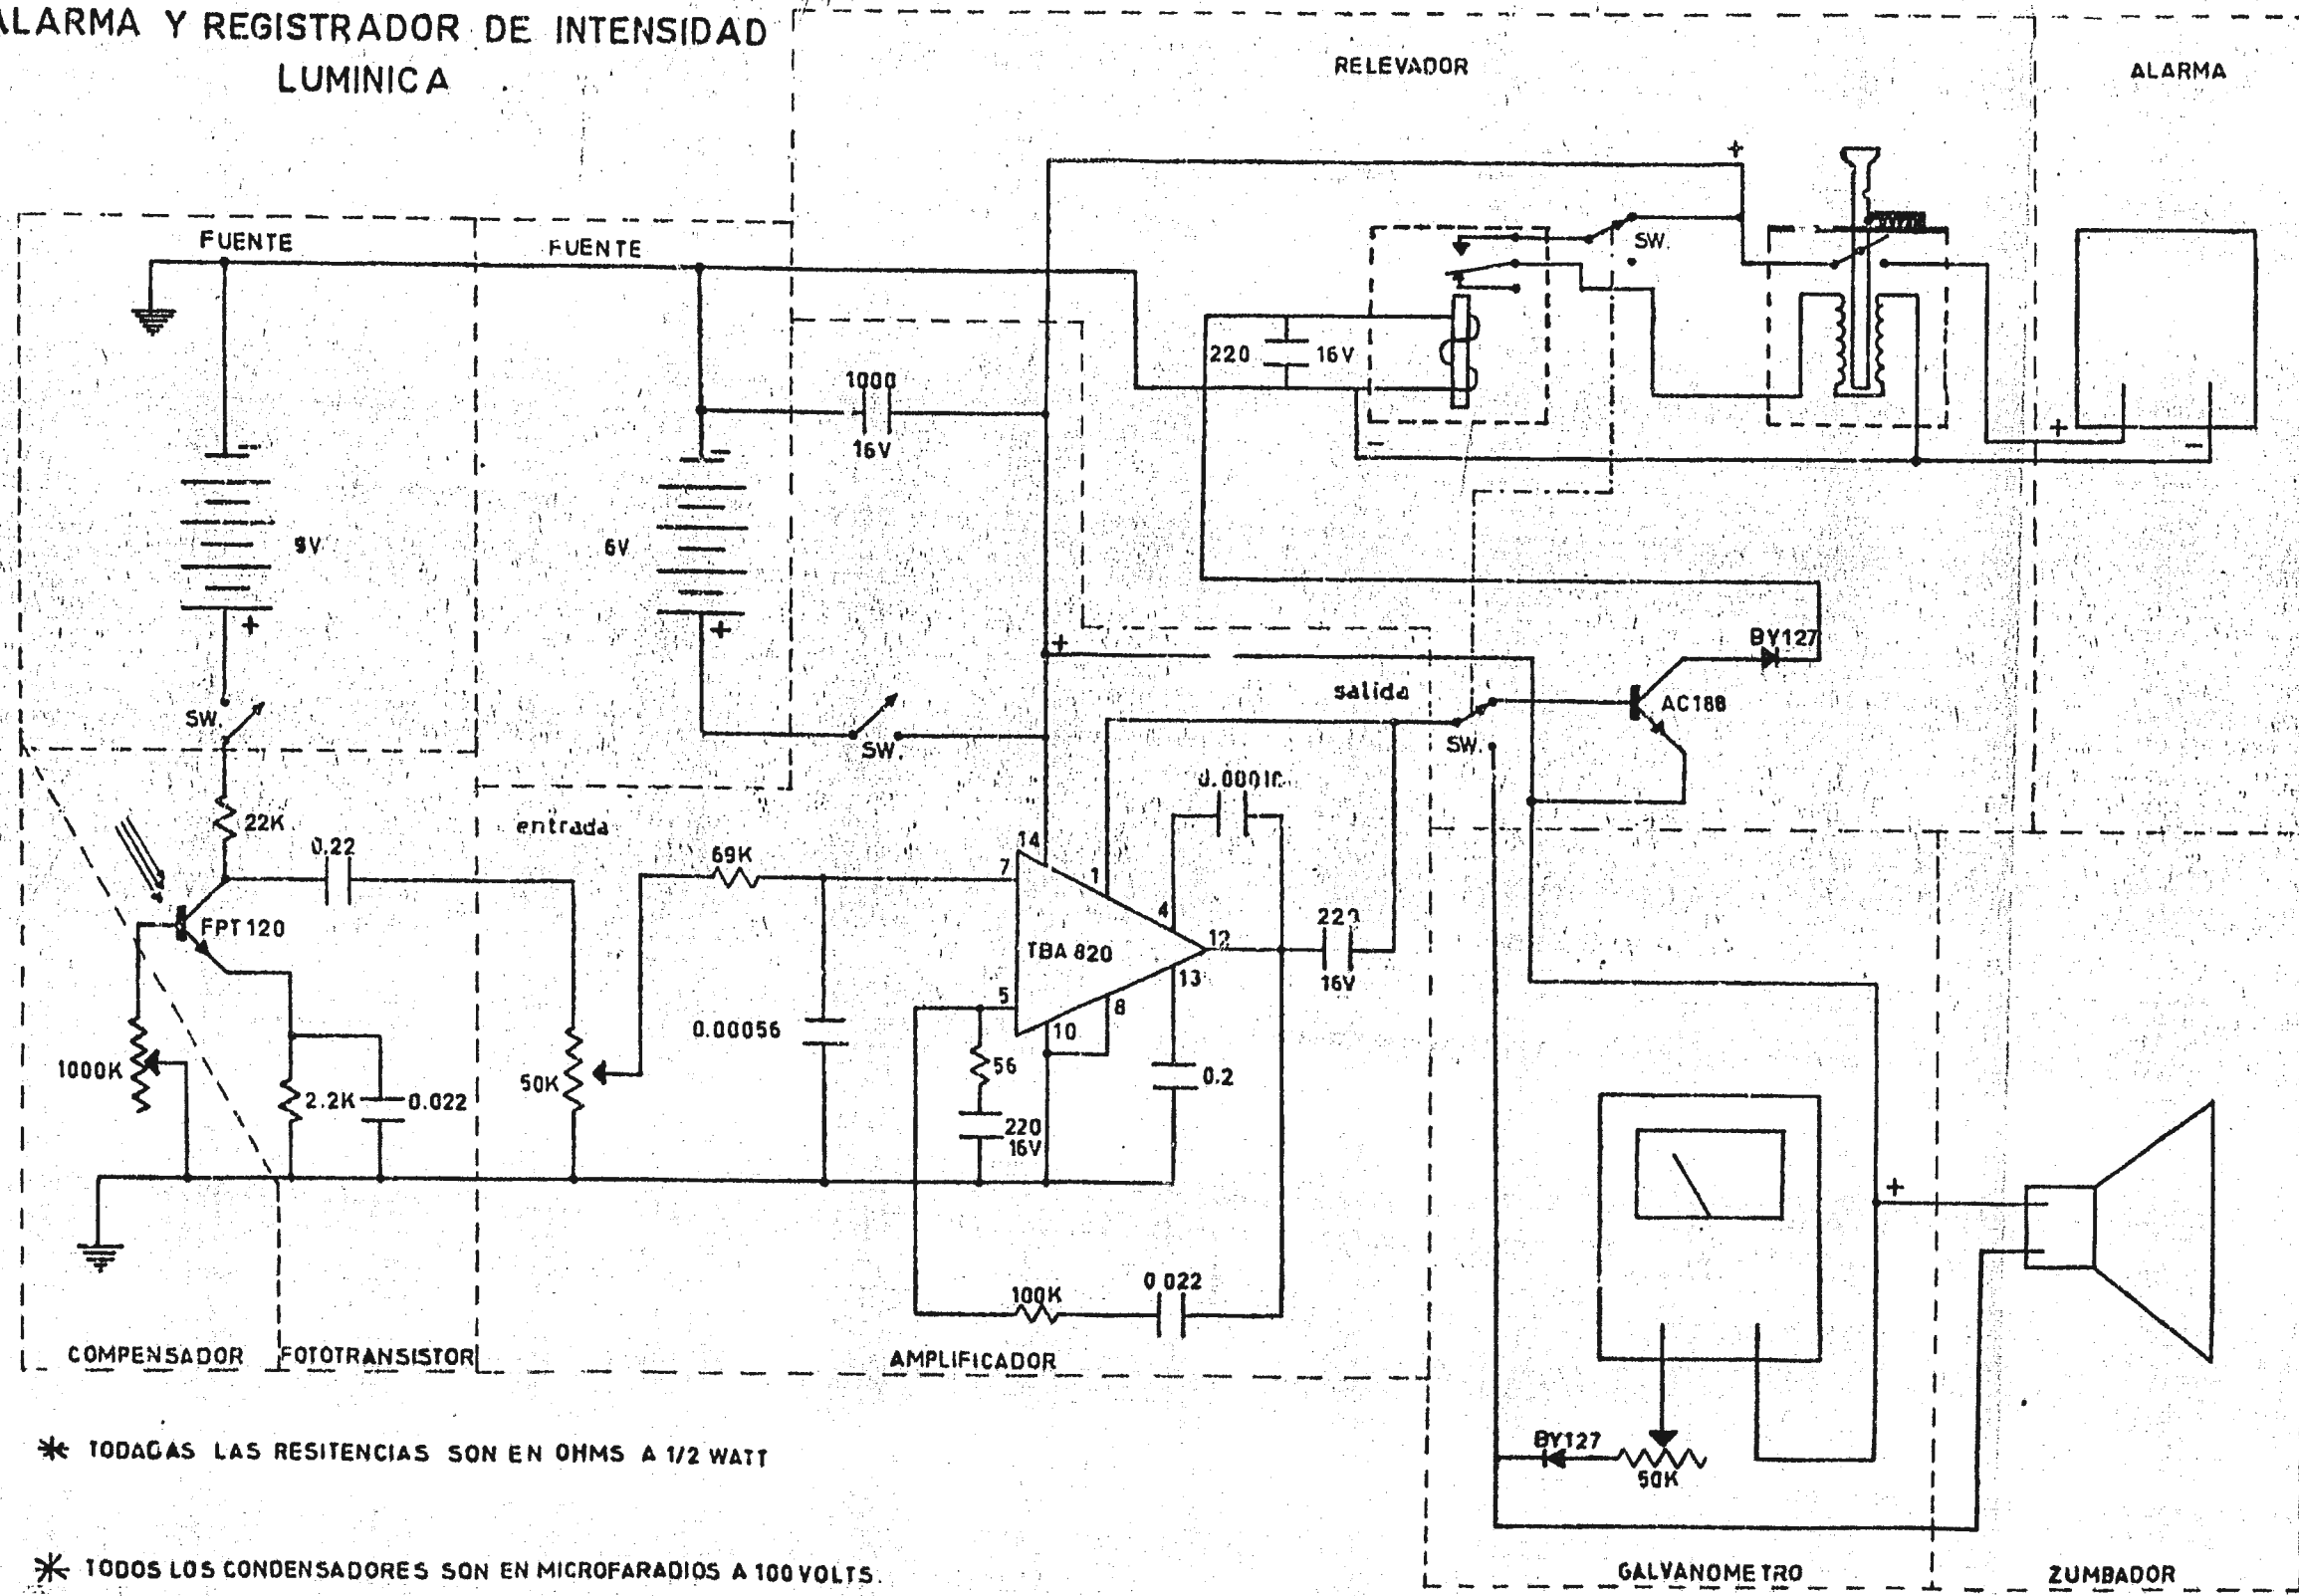 ALARMA Y REGISTRADOR DE INTENSIDAD
LUMINICA
RELEVADOR
ALARMA
FUENTE
FUENTE
+
SW.
220
16V
1000
16V
-
-
9V
+
6V
+
+
-
-
SW.
SW.
+
salida
SW.
BY127
AC188
22K
0.22
entrada
69K
14
7
1
4
12
13
8
10
5
TBA 820
220
16V
FPT120
1000K
2.2K
0.022
50K
0.00056
56
220
16V
0.2
100K
0.022
+
BY127
50K
COMPENSADOR
FOTOTRANSISTOR
AMPLIFICADOR
GALVANOMETRO
ZUMBADOR
* TODAGAS LAS RESITENCIAS SON EN OHMS A 1/2 WATT
* TODOS LOS CONDENSADORES SON EN MICROFARADIOS A 100 VOLTS.